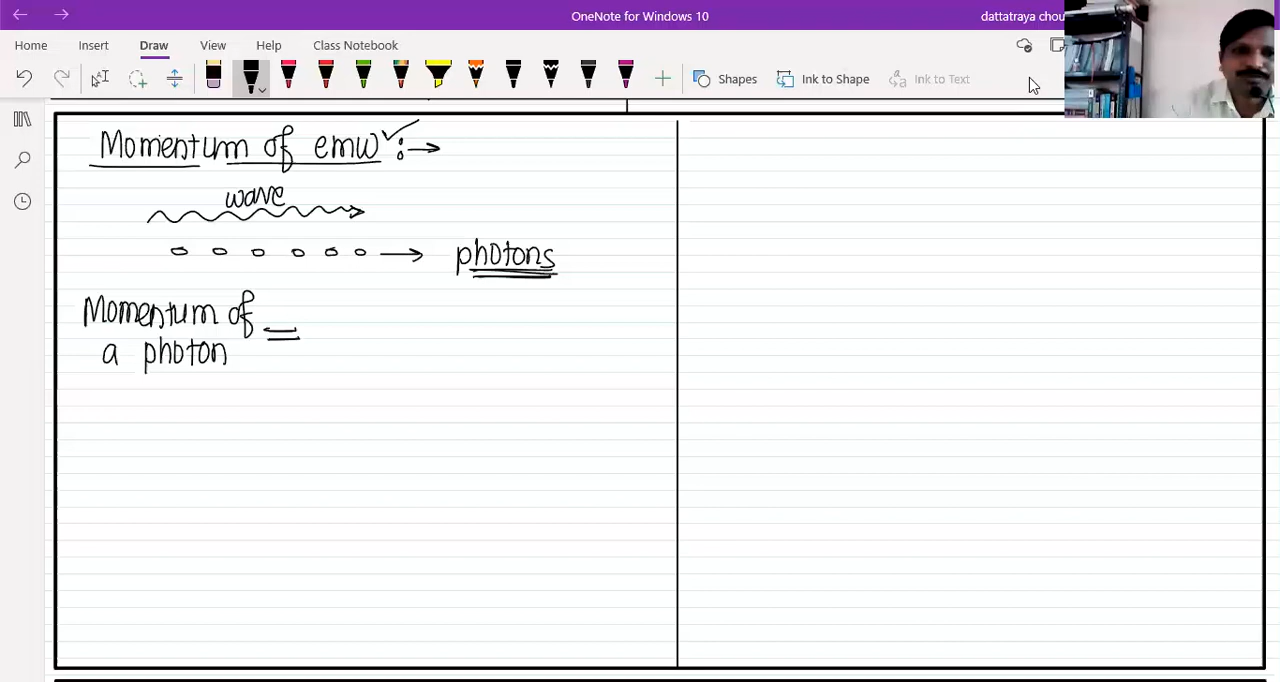 OneNote for Windows 10
dattatraya chou
Home Insert Draw View Help Class Notebook
Shapes Ink to Shape Ink to Text
Momentum of emw✓:→
wave
photons
Momentum of =
a photon